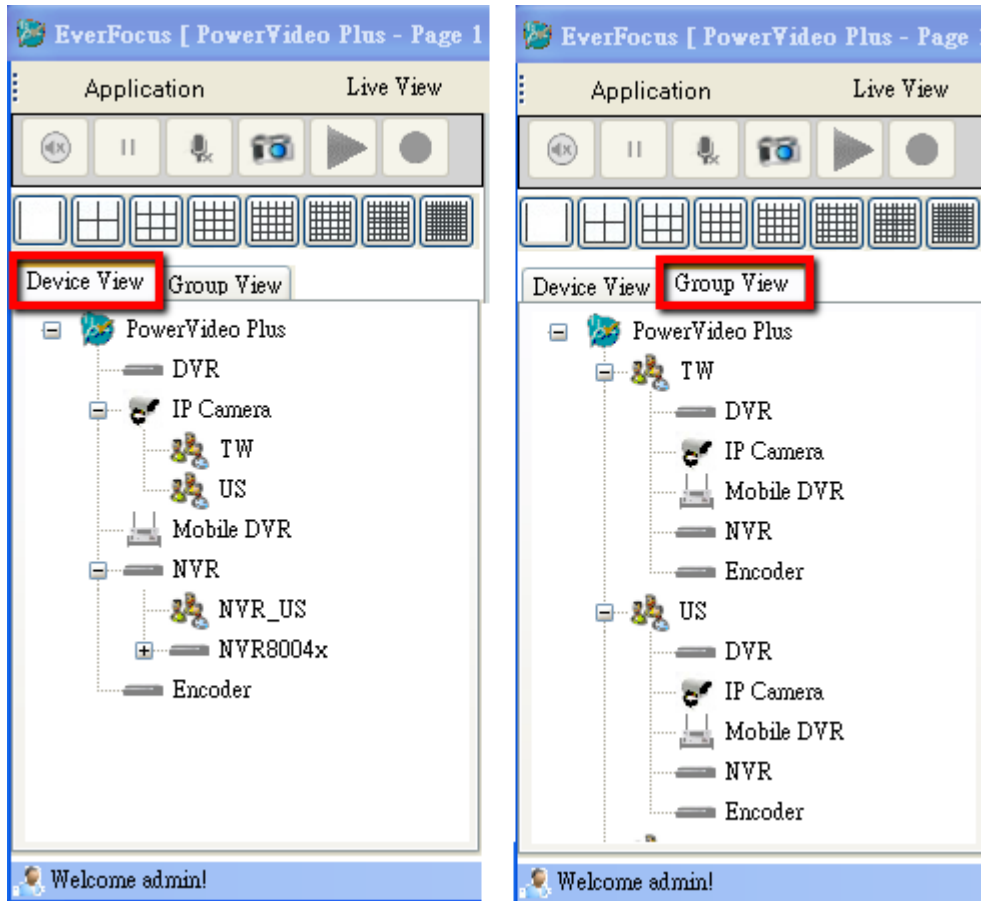 EverFocus [ PowerVideo Plus - Page 1
Application Live View
Device View Group View
PowerVideo Plus
DVR
IP Camera
TW
US
Mobile DVR
NVR
NVR_US
NVR8004x
Encoder
Welcome admin!
EverFocus [ PowerVideo Plus - Page
Application Live View
Device View Group View
PowerVideo Plus
TW
DVR
IP Camera
Mobile DVR
NVR
Encoder
US
DVR
IP Camera
Mobile DVR
NVR
Encoder
Welcome admin!